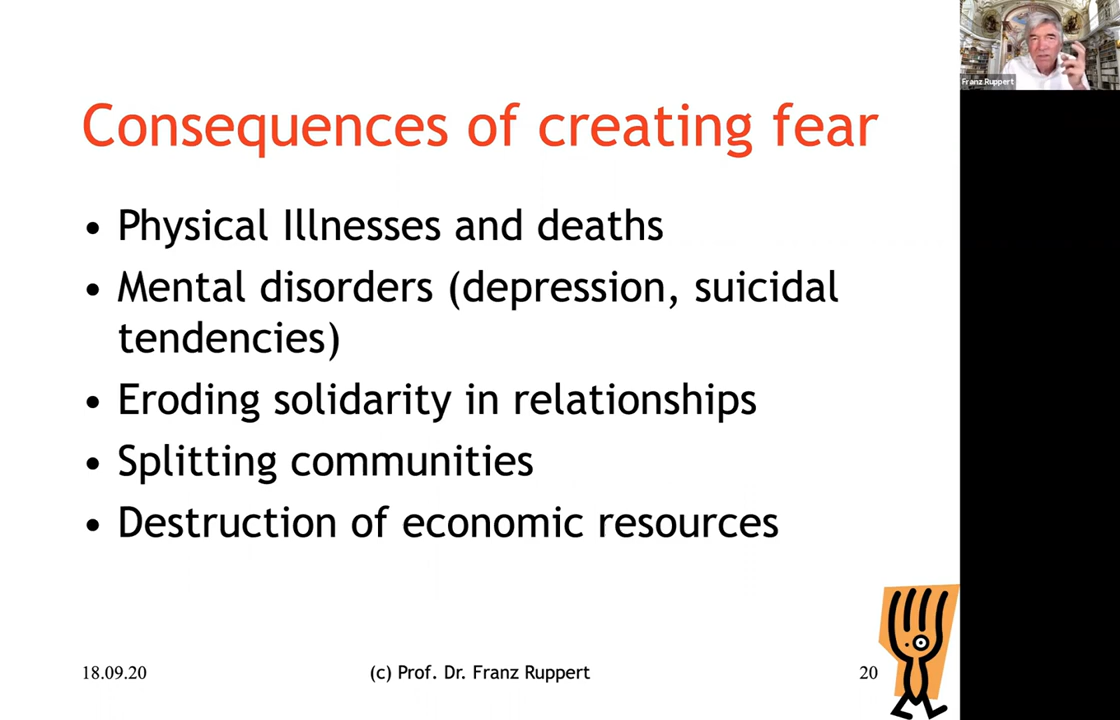 Franz Ruppert
Consequences of creating fear
• Physical Illnesses and deaths
• Mental disorders (depression, suicidal
tendencies)
• Eroding solidarity in relationships
• Splitting communities
• Destruction of economic resources
18.09.20
(c) Prof. Dr. Franz Ruppert
20